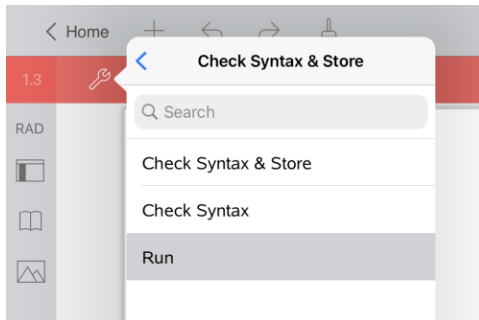 Home
Check Syntax & Store
1.3
Search
RAD
Check Syntax & Store
Check Syntax
Run